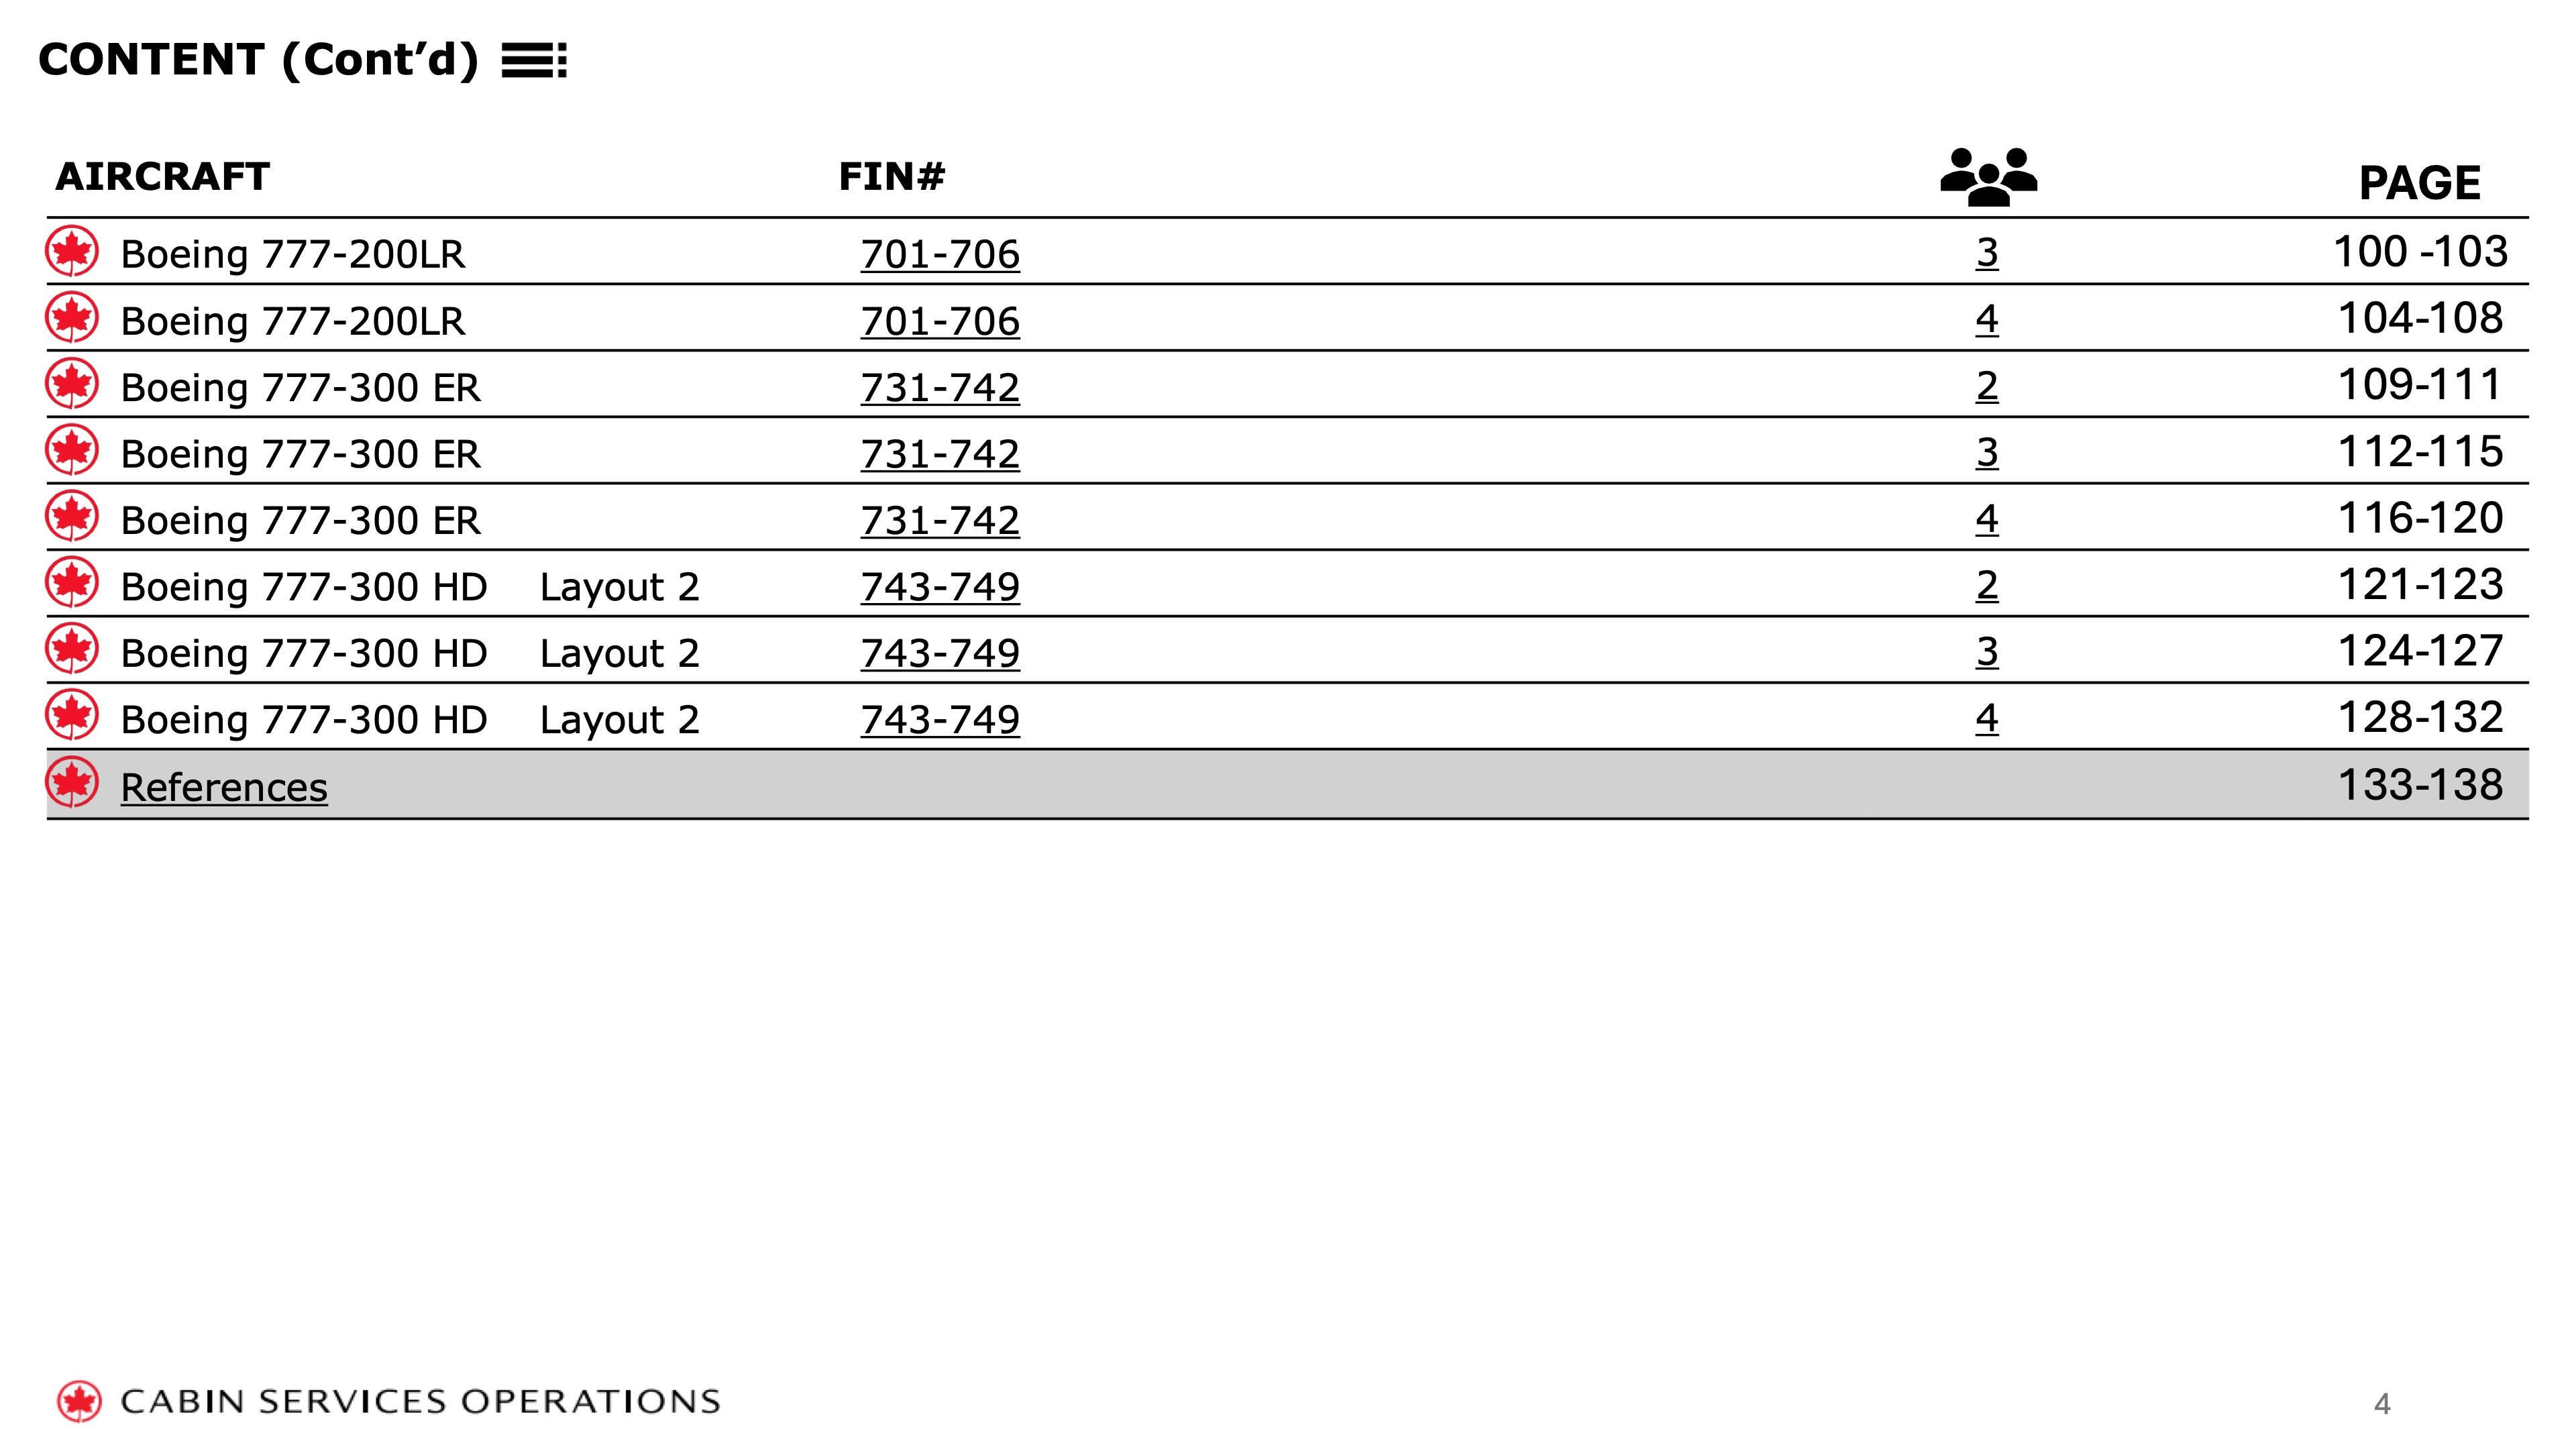 CONTENT (Cont’d)
AIRCRAFT FIN# PAGE
Boeing 777-200LR 701-706 3 100 -103
Boeing 777-200LR 701-706 4 104-108
Boeing 777-300 ER 731-742 2 109-111
Boeing 777-300 ER 731-742 3 112-115
Boeing 777-300 ER 731-742 4 116-120
Boeing 777-300 HD Layout 2 743-749 2 121-123
Boeing 777-300 HD Layout 2 743-749 3 124-127
Boeing 777-300 HD Layout 2 743-749 4 128-132
References 133-138
CABIN SERVICES OPERATIONS 4